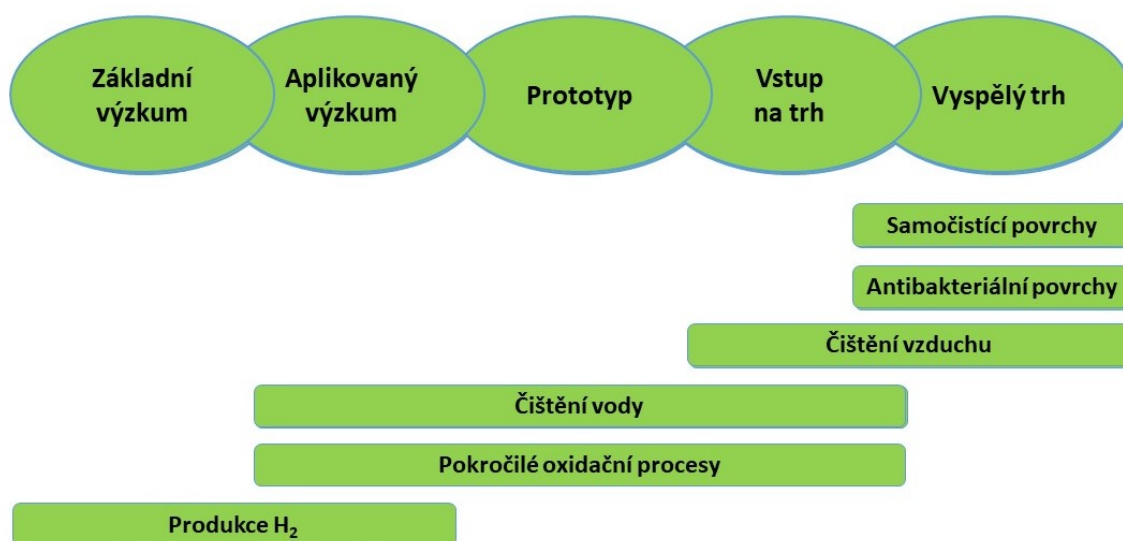 Základní
výzkum
Aplikovaný
výzkum
Prototyp
Vstup
na trh
Vyspělý trh
Samočistící povrchy
Antibakteriální povrchy
Čištění vzduchu
Čištění vody
Pokročilé oxidační procesy
Produkce H₂